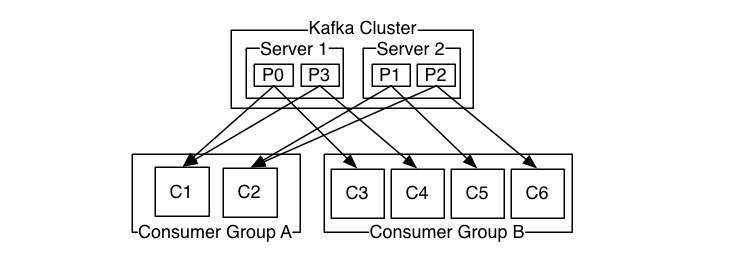 Kafka Cluster
Server 1 Server 2
P0 P3 P1 P2
C1 C2 C3 C4 C5 C6
Consumer Group A Consumer Group B